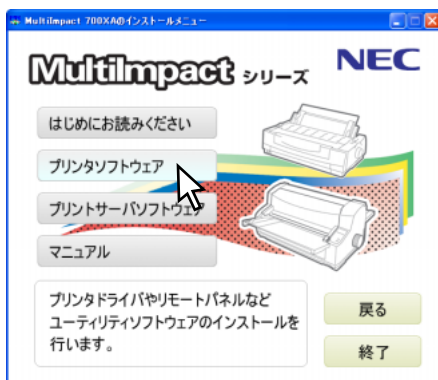 MultiImpact 700XAのインストールメニュー
MultiImpact シリーズ NEC
はじめにお読みください
プリンタソフトウェア
プリントサーバソフトウェア
マニュアル
プリンタドライバやリモートパネルなど
ユーティリティソフトウェアのインストールを
行います。
戻る
終了